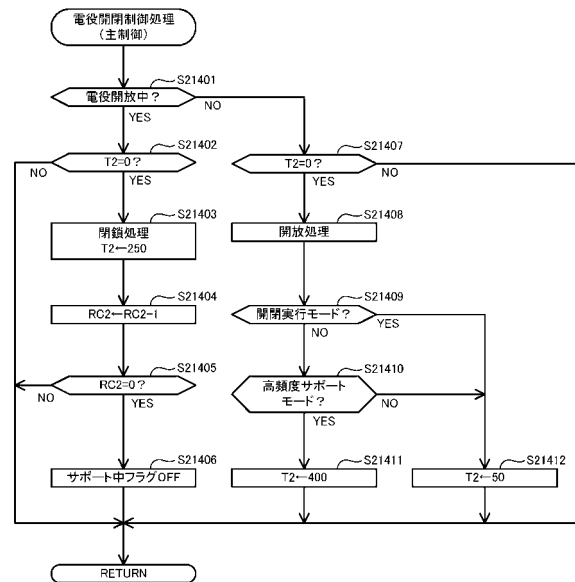 電役開閉制御処理
(主制御)
S21401
電役開放中？
NO
YES
S21402
T2=0？
NO
YES
S21407
T2=0？
NO
YES
S21403
閉鎖処理
T2←250
S21408
開放処理
S21404
RC2←RC2-1
S21409
開閉実行モード？
YES
NO
S21405
RC2=0？
NO
YES
S21410
高頻度サポート
モード？
NO
YES
S21406
サポート中フラグOFF
S21411
T2←400
S21412
T2←50
RETURN